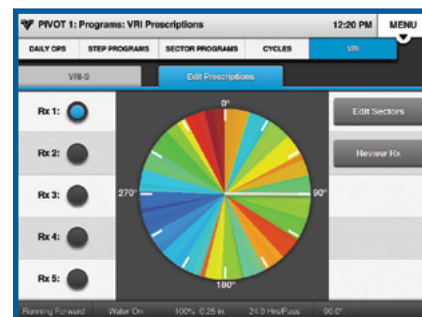 PIVOT 1: Programs: VRI Prescriptions 12:20 PM MENU
DAILY OPS STEP PROGRAMS SECTOR PROGRAMS CYCLES VRI
VRI-S Edit Prescriptions
0°
Rx 1: Edit Sectors
Rx 2: Review Rx
Rx 3: 270° 90°
Rx 4:
Rx 5: 180°
Running Forward Water On 100% 0.25 in. 24.0 Hrs/Pass 90.0°